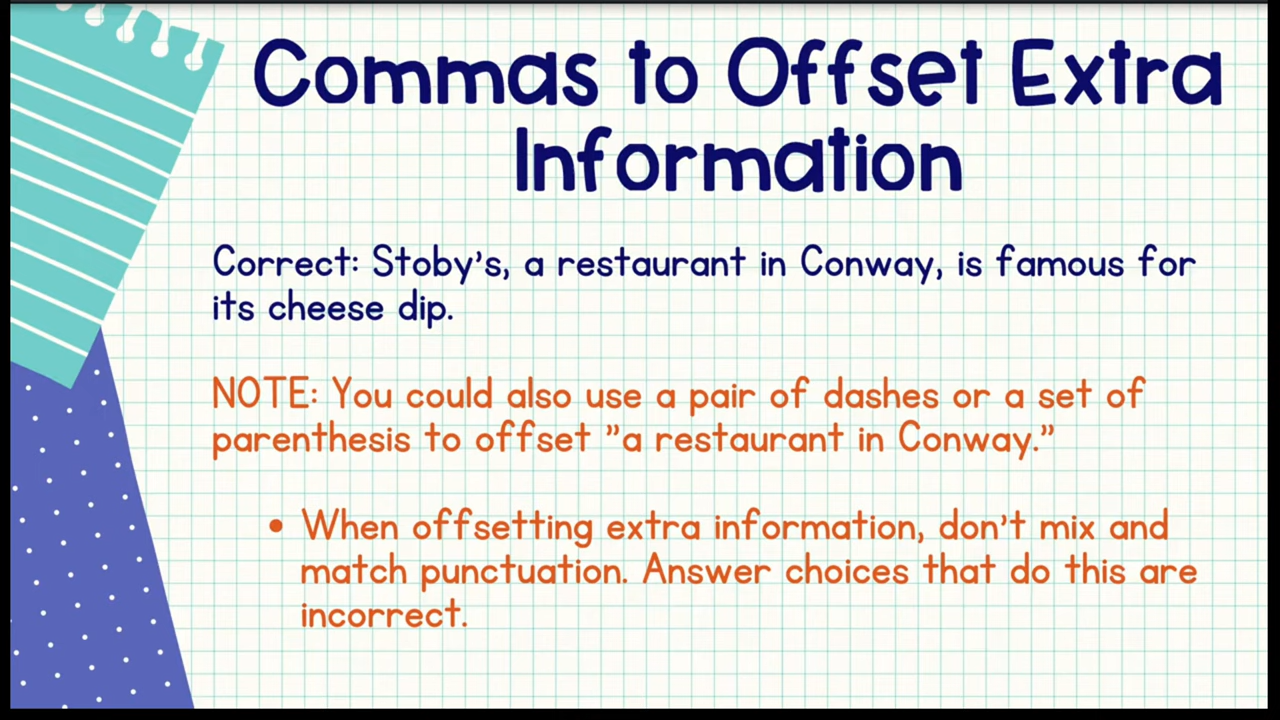 Commas to Offset Extra
Information
Correct: Stoby's, a restaurant in Conway, is famous for
its cheese dip.
NOTE: You could also use a pair of dashes or a set of
parenthesis to offset "a restaurant in Conway."
• When offsetting extra information, don't mix and
match punctuation. Answer choices that do this are
incorrect.